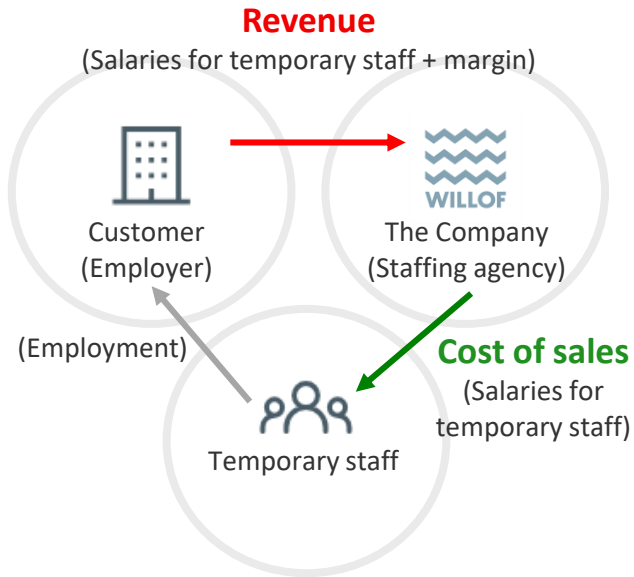 Revenue
(Salaries for temporary staff + margin)
WILLOF
Customer
(Employer)
The Company
(Staffing agency)
(Employment)
Cost of sales
(Salaries for
temporary staff)
Temporary staff